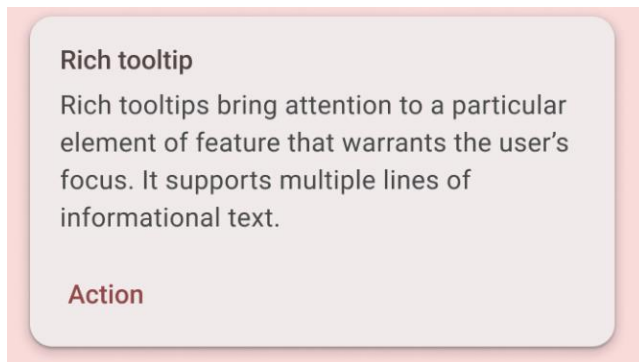 Rich tooltip
Rich tooltips bring attention to a particular
element of feature that warrants the user’s
focus. It supports multiple lines of
informational text.
Action